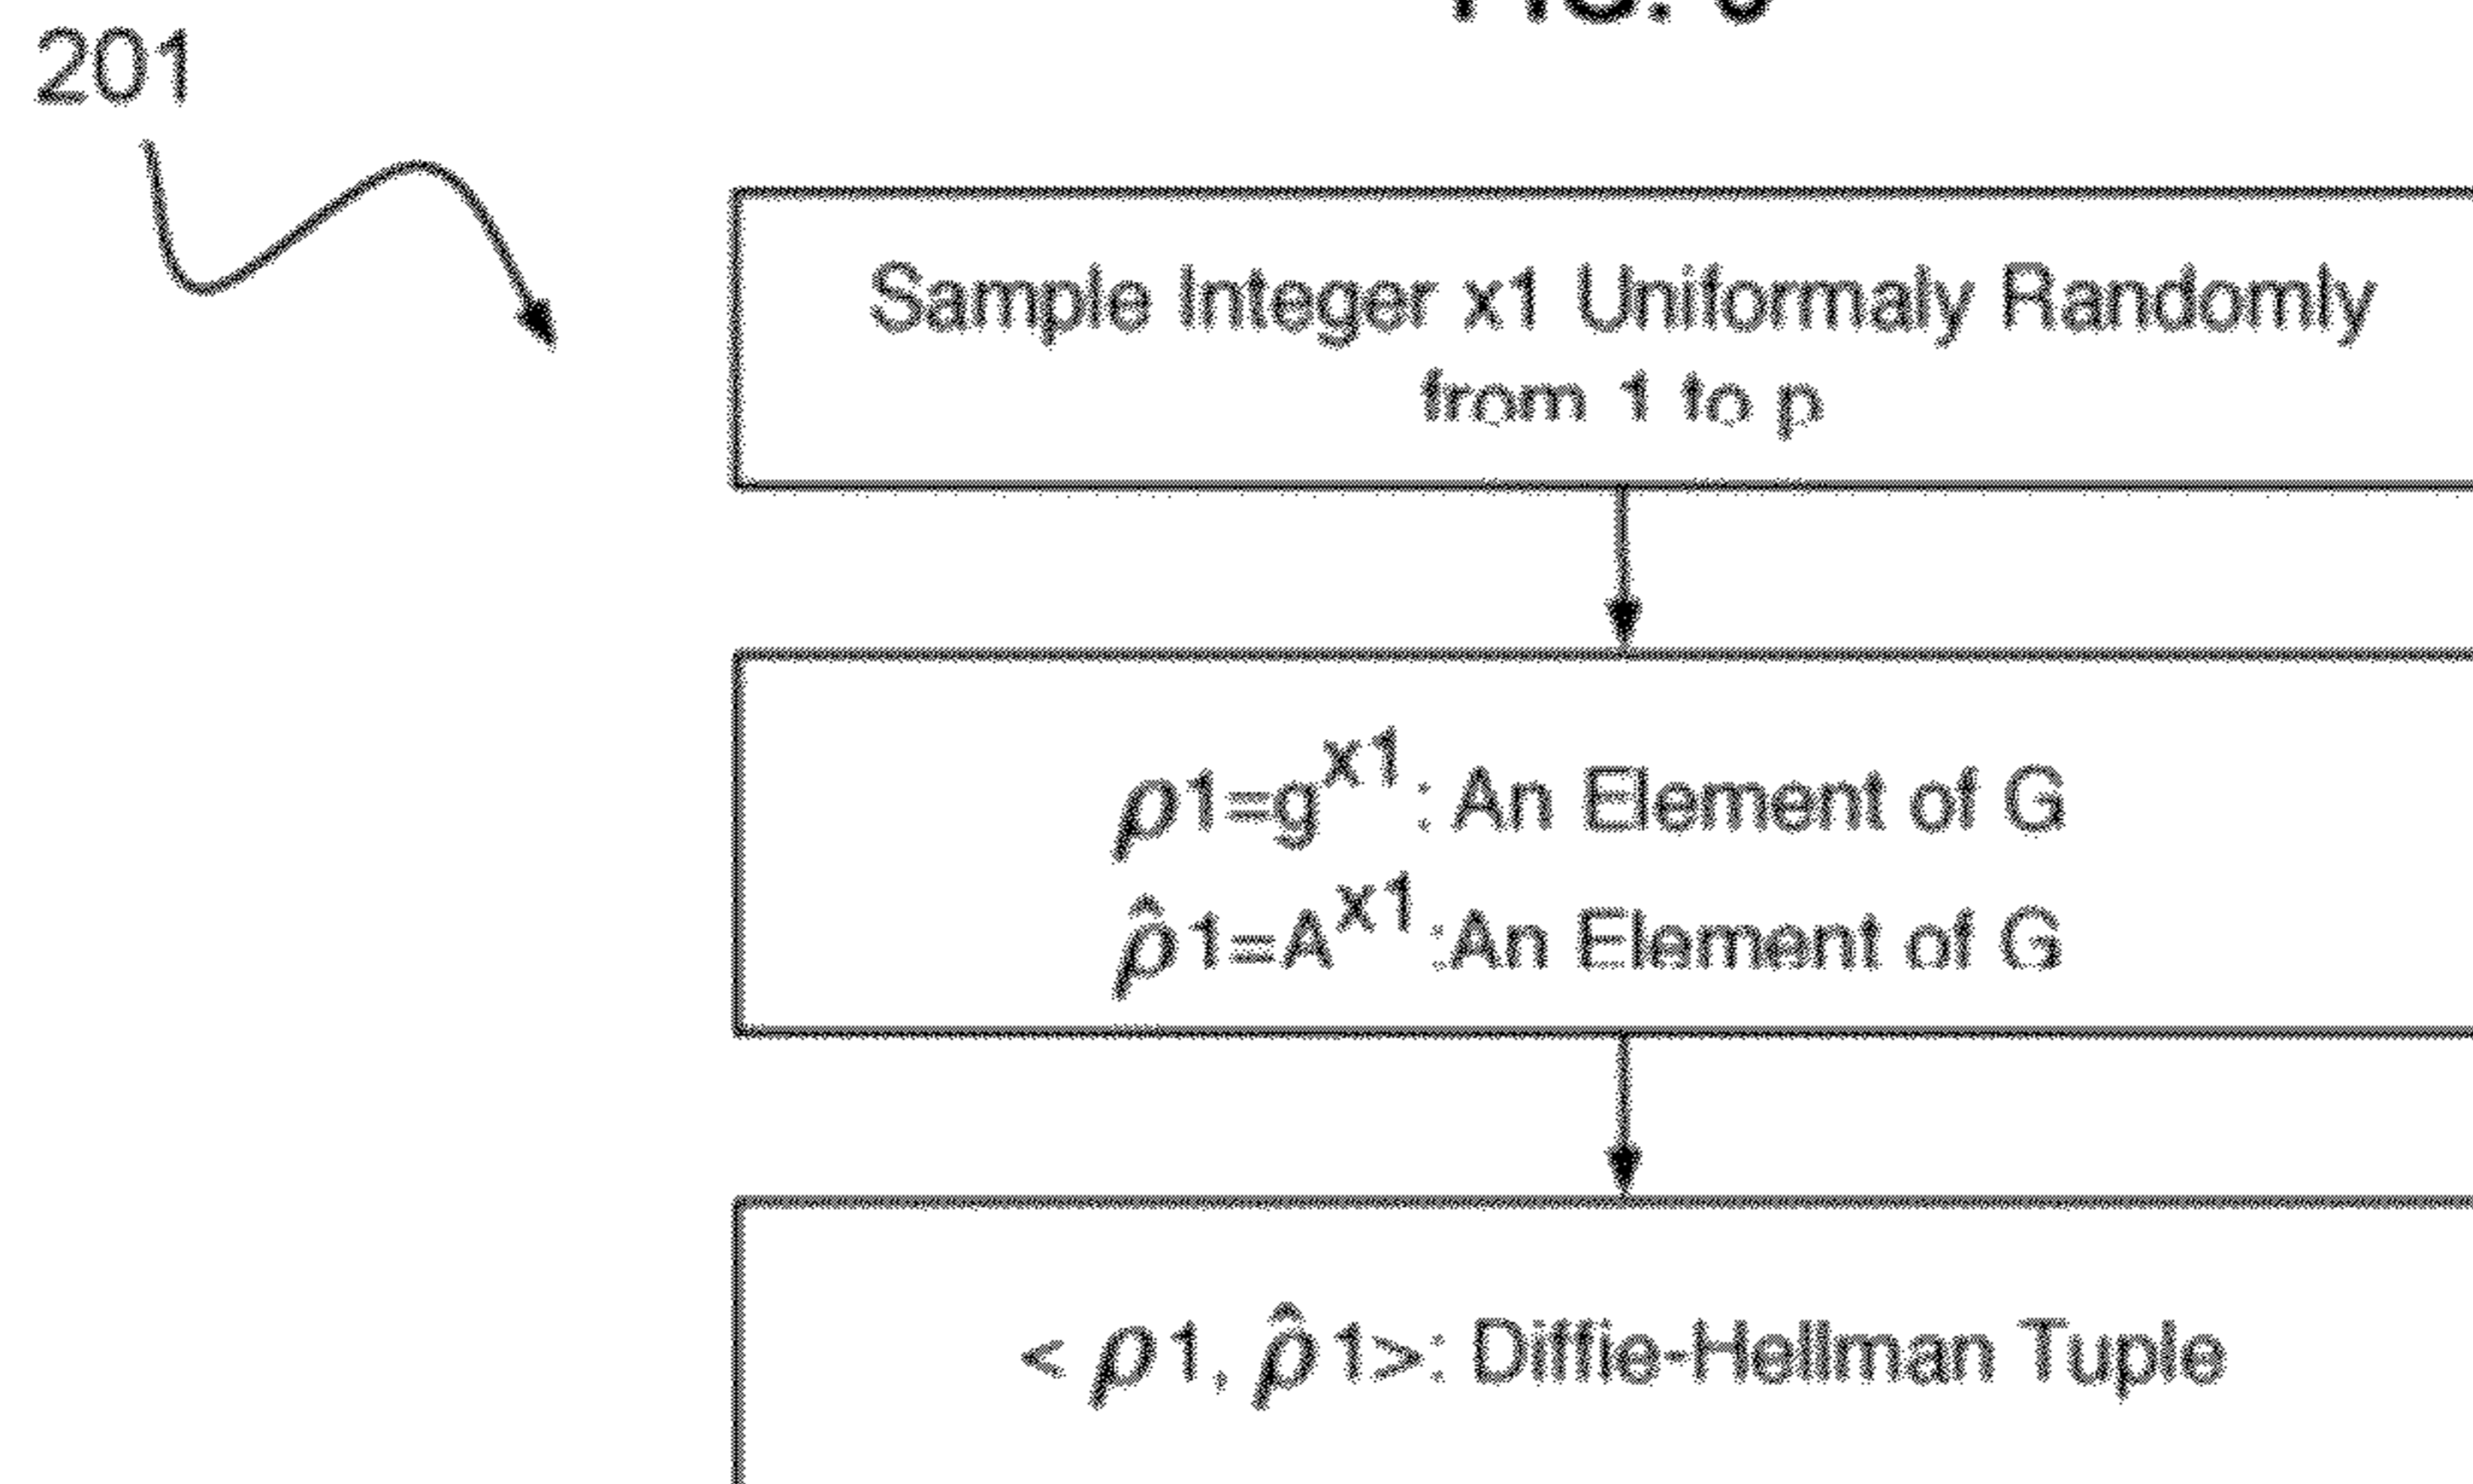 201
Sample Integer x1 Uniformaly Randomly
from 1 to p
ρ1=g^x1: An Element of G
ρ̂1=A^x1:An Element of G
< ρ1, ρ̂1>: Diffie-Hellman Tuple